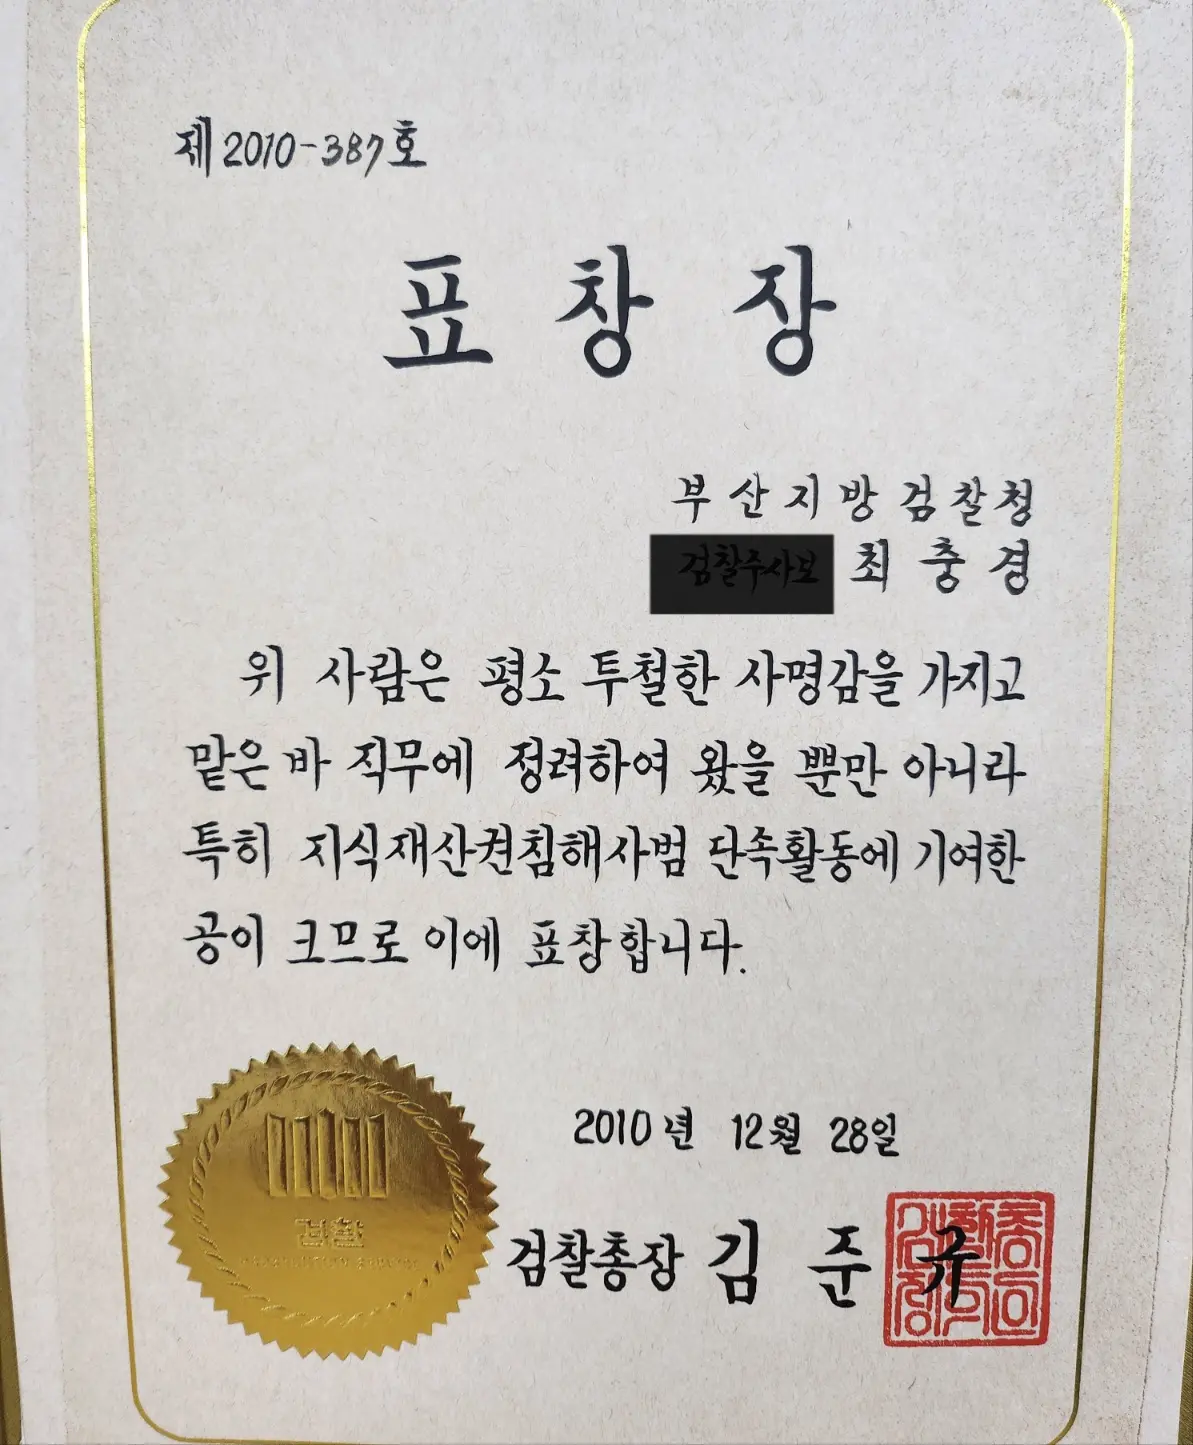 제 2010-387호
표 창 장
부산지방검찰청
검찰주사보 최 충 경
위 사람은 평소 투철한 사명감을 가지고
맡은 바 직무에 정려하여 왔을 뿐만 아니라
특히 지식재산권침해사범 단속활동에 기여한
공이 크므로 이에 표창합니다.
2010년 12월 28일
검찰총장 김 준 규
검찰